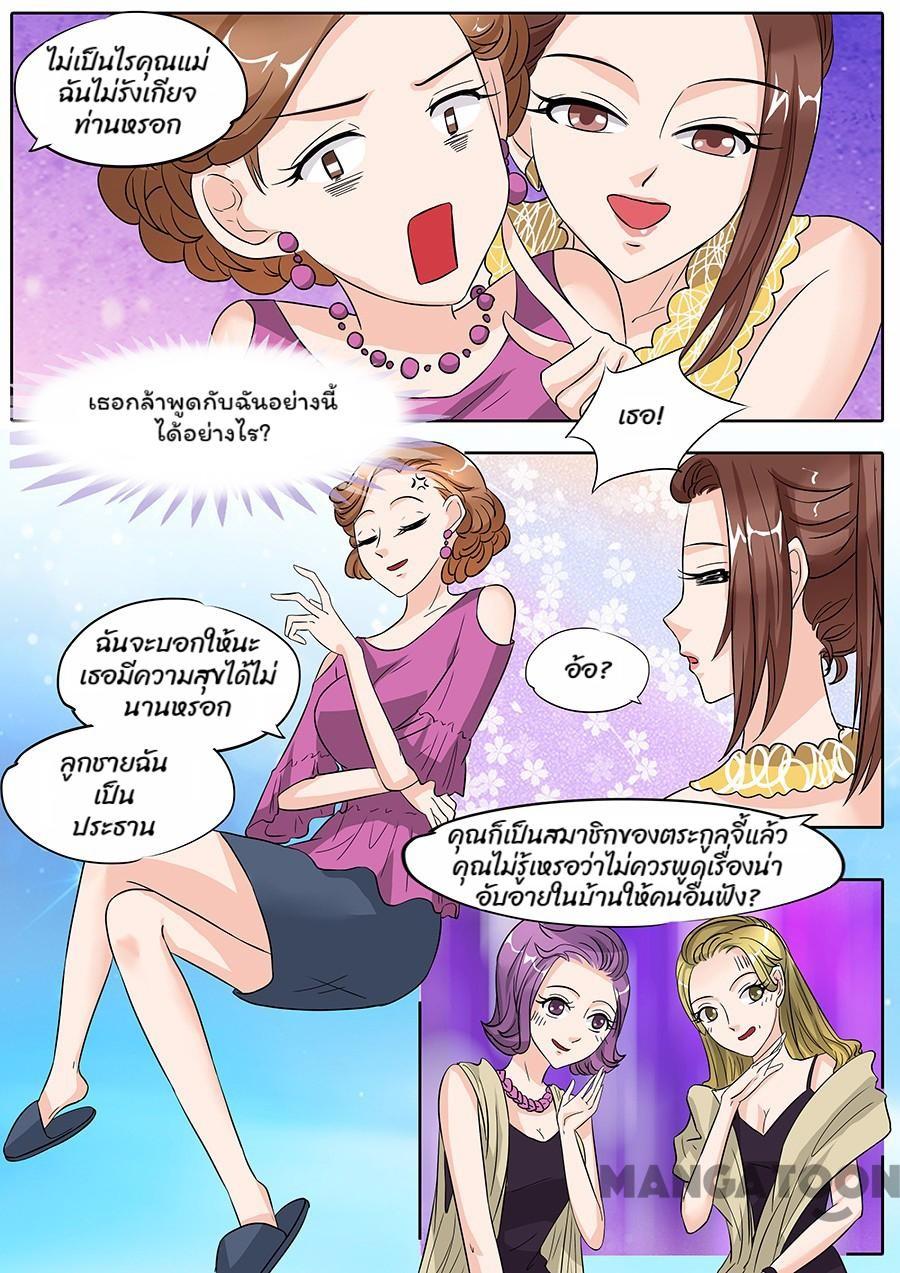 ไม่เป็นไรคุณแม่
ฉันไม่รังเกียจ
ท่านหรอก
เธอกล้าพูดกับฉันอย่างนี้
ได้อย่างไร?
เธอ!
ฉันจะบอกให้นะ
เธอมีความสุขได้ไม่
นานหรอก
อ้อ?
ลูกชายฉัน
เป็น
ประธาน
คุณก็เป็นสมาชิกของตระกูลจี้แล้ว
คุณไม่รู้เหรอว่าไม่ควรพูดเรื่องน่า
อับอายในบ้านให้คนอื่นฟัง?
MANGATOON